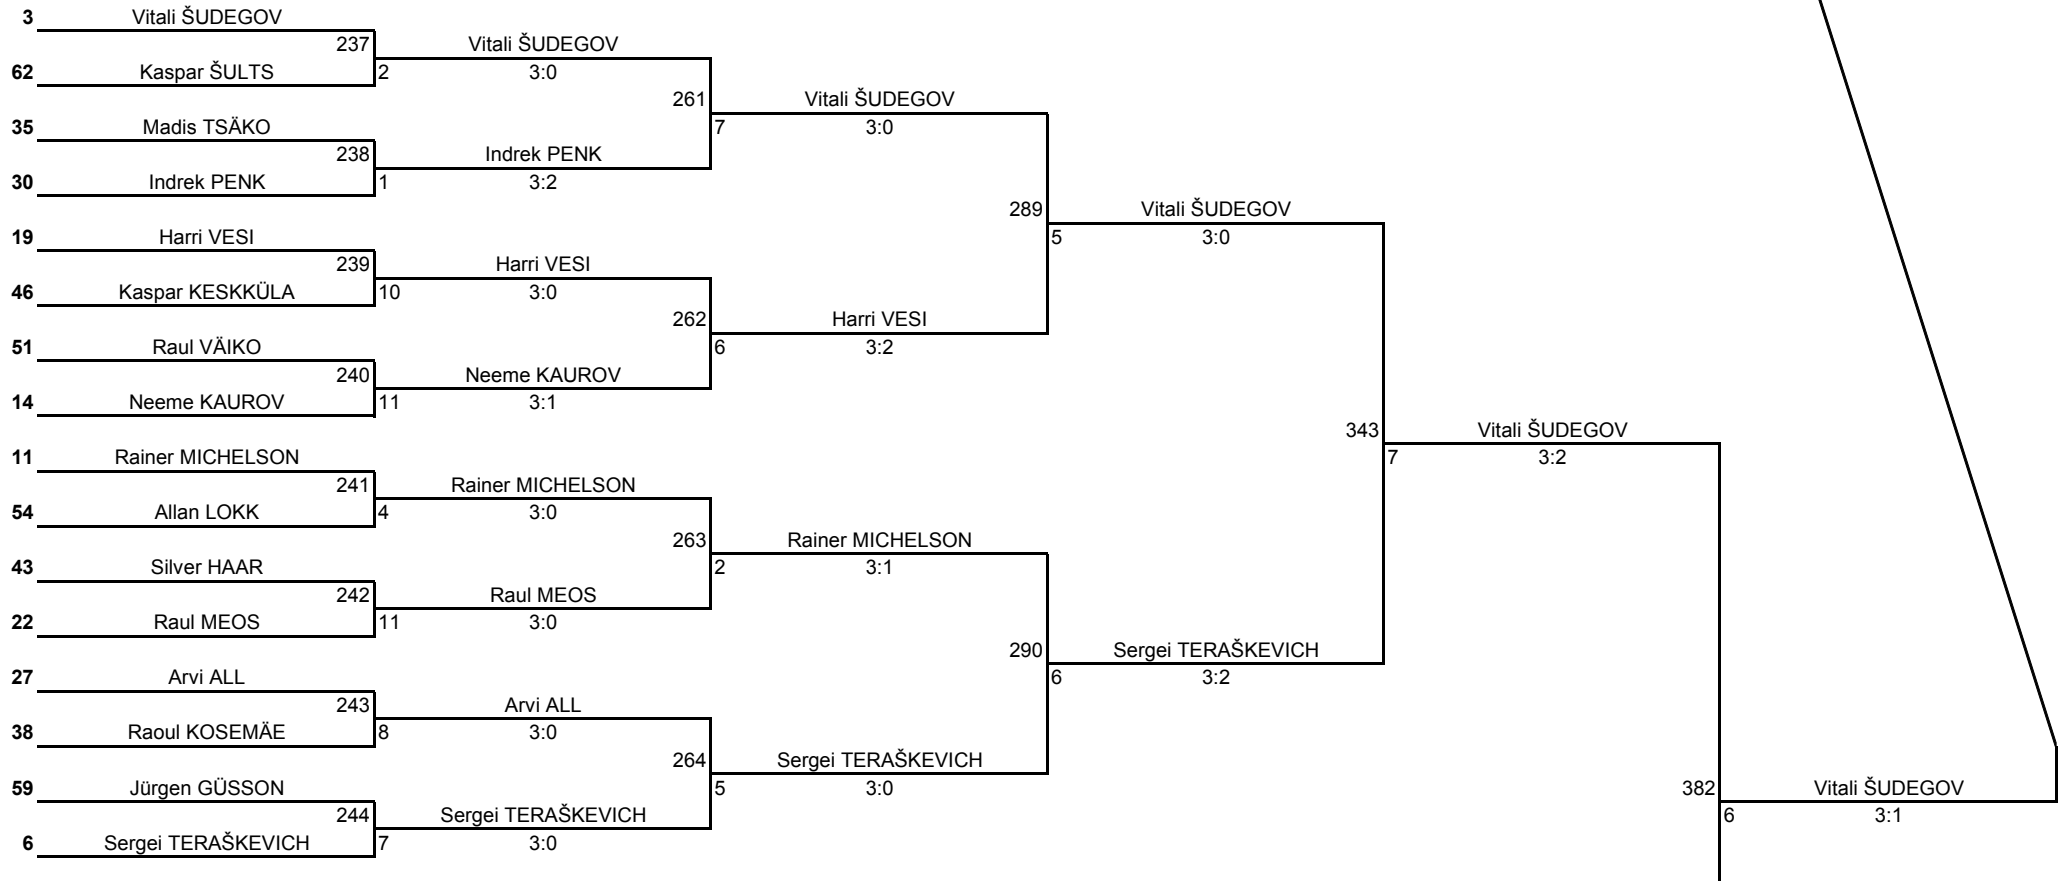 3 Vitali ŠUDEGOV
237 Vitali ŠUDEGOV
62 Kaspar ŠULTS 2 3:0
261 Vitali ŠUDEGOV
35 Madis TSÄKO 7 3:0
238 Indrek PENK
30 Indrek PENK 1 3:2
289 Vitali ŠUDEGOV
19 Harri VESI 5 3:0
239 Harri VESI
46 Kaspar KESKKÜLA 10 3:0
262 Harri VESI
51 Raul VÄIKO 6 3:2
240 Neeme KAUROV
14 Neeme KAUROV 11 3:1
343 Vitali ŠUDEGOV
11 Rainer MICHELSON 7 3:2
241 Rainer MICHELSON
54 Allan LOKK 4 3:0
263 Rainer MICHELSON
43 Silver HAAR 2 3:1
242 Raul MEOS
22 Raul MEOS 11 3:0
290 Sergei TERAŠKEVICH
27 Arvi ALL 6 3:2
243 Arvi ALL
38 Raoul KOSEMÄE 8 3:0
264 Sergei TERAŠKEVICH
59 Jürgen GÜSSON 5 3:0 382 Vitali ŠUDEGOV
244 Sergei TERAŠKEVICH 6 3:1
6 Sergei TERAŠKEVICH 7 3:0